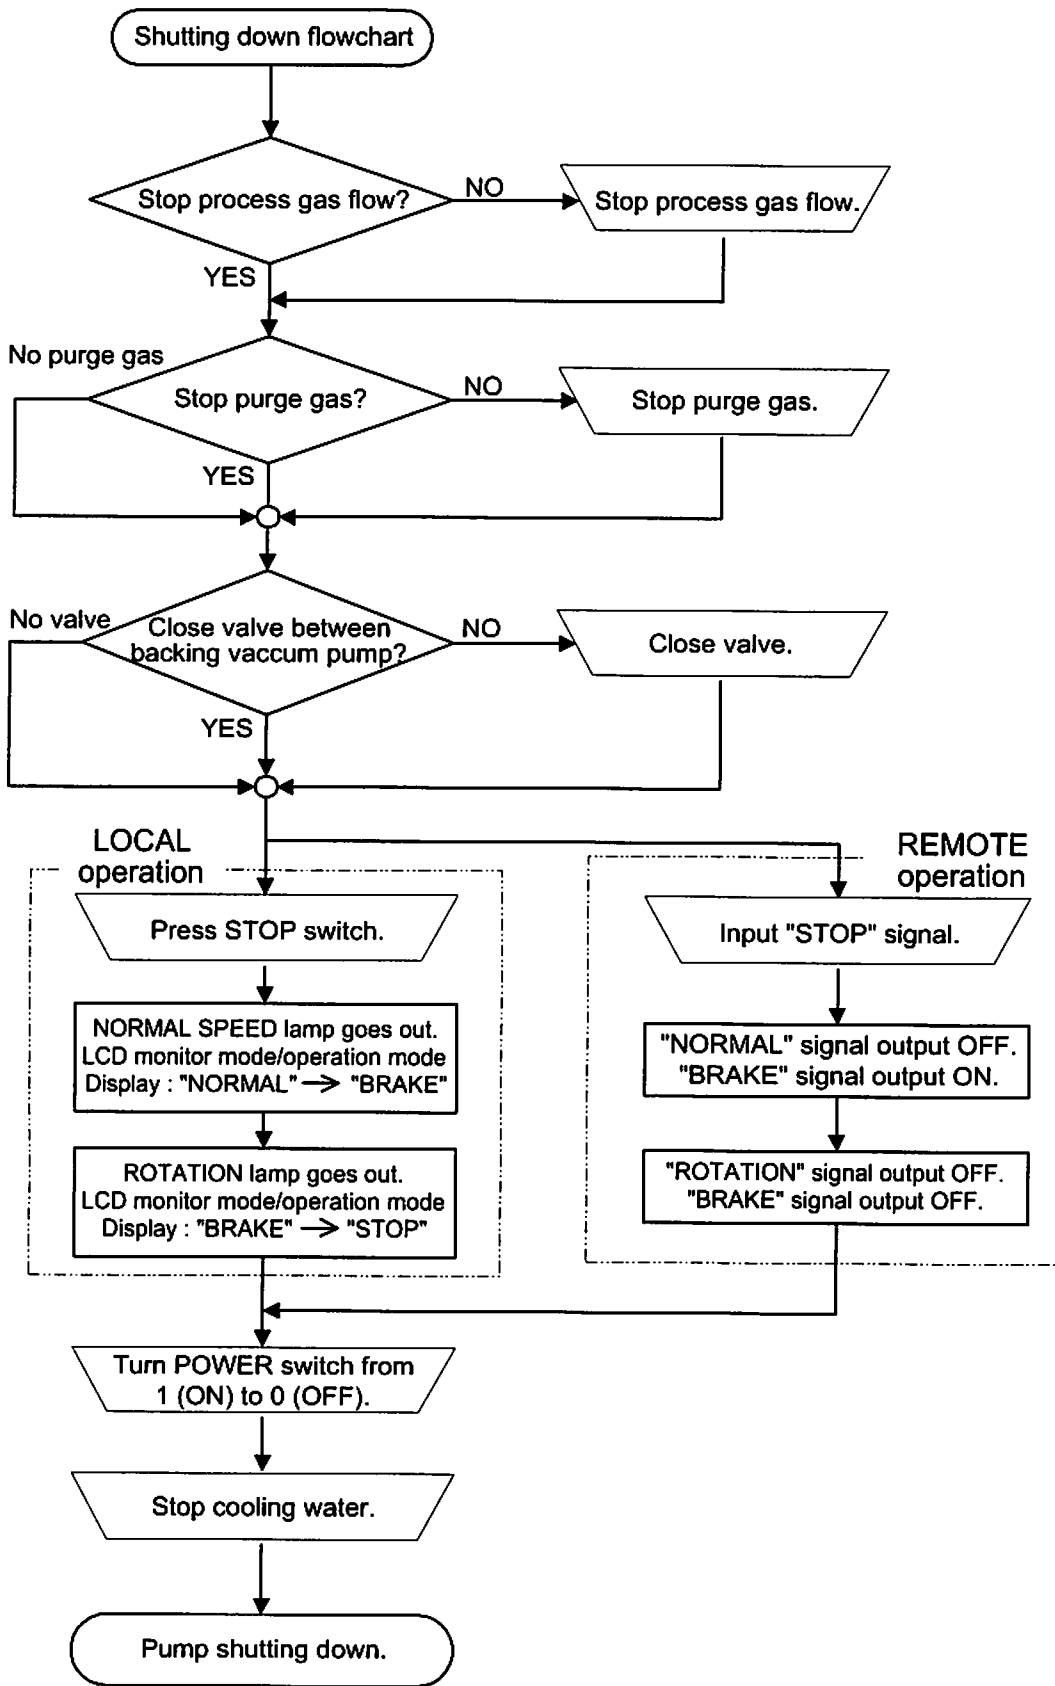 Shutting down flowchart
Stop process gas flow?
NO
Stop process gas flow.
YES
No purge gas
Stop purge gas?
NO
Stop purge gas.
YES
No valve
Close valve between
backing vaccum pump?
NO
Close valve.
YES
LOCAL
operation
Press STOP switch.
NORMAL SPEED lamp goes out.
LCD monitor mode/operation mode
Display : "NORMAL" → "BRAKE"
ROTATION lamp goes out.
LCD monitor mode/operation mode
Display : "BRAKE" → "STOP"
REMOTE
operation
Input "STOP" signal.
"NORMAL" signal output OFF.
"BRAKE" signal output ON.
"ROTATION" signal output OFF.
"BRAKE" signal output OFF.
Turn POWER switch from
1 (ON) to 0 (OFF).
Stop cooling water.
Pump shutting down.